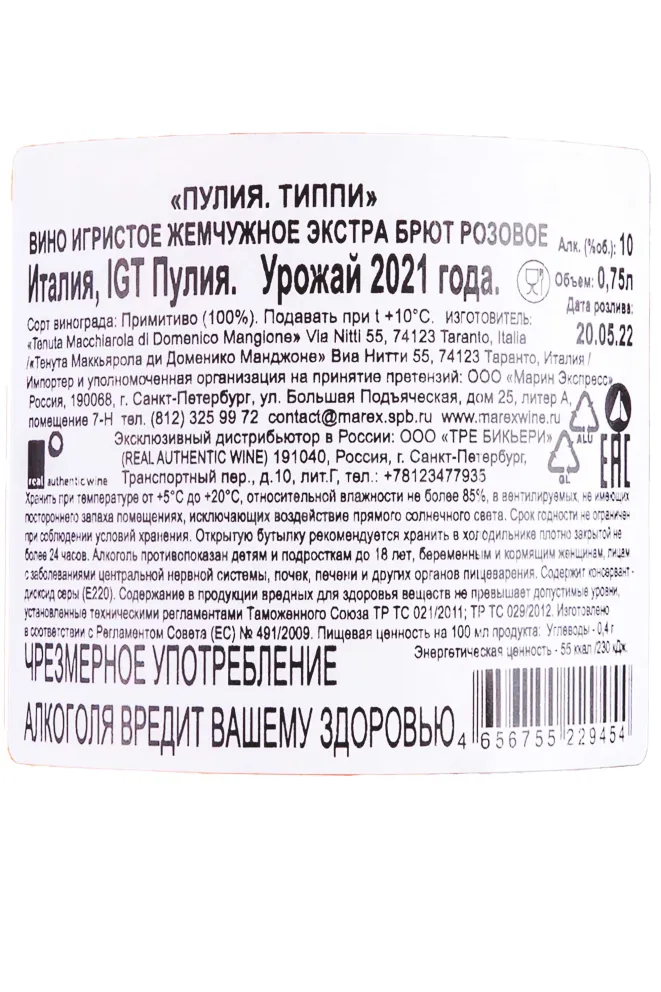 «ПУЛИЯ. ТИППИ»
ВИНО ИГРИСТОЕ ЖЕМЧУЖНОЕ ЭКСТРА БРЮТ РОЗОВОЕ Алк. (%об.): 10
Италия, IGT Пулия. Урожай 2021 года. Объем: 0,75л
Дата розлива:
Сорт винограда: Примитиво (100%). Подавать при t +10°C. ИЗГОТОВИТЕЛЬ: 20.05.22
«Tenuta Macchiarola di Domenico Mangione» Via Nitti 55, 74123 Taranto, Italia
/«Тенута Маккьярола ди Доменико Манджоне» Виа Нитти 55, 74123 Таранто, Италия /
Импортер и уполномоченная организация на принятие претензий: ООО «Марин Экспресс»,
Россия, 190068, г. Санкт-Петербург, ул. Большая Подъяческая, дом 25, литер А,
помещение 7-Н тел. (812) 325 99 72 contact@marex.spb.ru www.marexwine.ru
Эксклюзивный дистрибьютор в России: ООО «ТРЕ БИКЬЕРИ» ALU
(REAL AUTHENTIC WINE) 191040, Россия, г. Санкт-Петербург, EAC
real authentic wine Транспортный пер., д.10, лит.Г, тел.: +78123477935 GL
Хранить при температуре от +5°C до +20°C, относительной влажности не более 85%, в вентилируемых, не имеющих
постороннего запаха помещениях, исключающих воздействие прямого солнечного света. Срок годности не ограничен
при соблюдении условий хранения. Открытую бутылку рекомендуется хранить в холодильнике плотно закрытой не
более 24 часов. Алкоголь противопоказан детям и подросткам до 18 лет, беременным и кормящим женщинам, лицам
с заболеваниями центральной нервной системы, почек, печени и других органов пищеварения. Содержит консервант-
диоксид серы (Е220). Содержание в продукции вредных для здоровья веществ не превышает допустимые уровни,
установленные техническими регламентами Таможенного Союза ТР ТС 021/2011; ТР ТС 029/2012. Изготовлено
в соответствии с Регламентом Совета (ЕС) № 491/2009. Пищевая ценность на 100 мл продукта: Углеводы - 0,4 г
Энергетическая ценность - 55 ккал /230 кДж.
ЧРЕЗМЕРНОЕ УПОТРЕБЛЕНИЕ
АЛКОГОЛЯ ВРЕДИТ ВАШЕМУ ЗДОРОВЬЮ
4 656755 229454